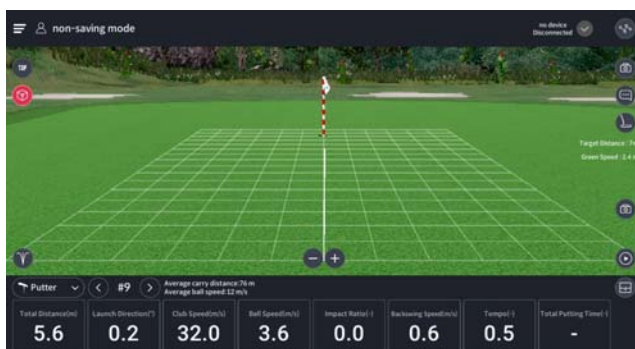 non-saving mode
no device
Disconnected
TOP
Target Distance : 7
Green Speed : 2.4
Putter
#9
Average carry distance:76 m
Average ball speed:12 m/s
Total Distance(m)
5.6
Launch Direction(°)
0.2
Club Speed(m/s)
32.0
Ball Speed(m/s)
3.6
Impact Ratio(-)
0.0
Backswing Speed(m/s)
0.6
Tempo(-)
0.5
Total Putting Time(-)
-